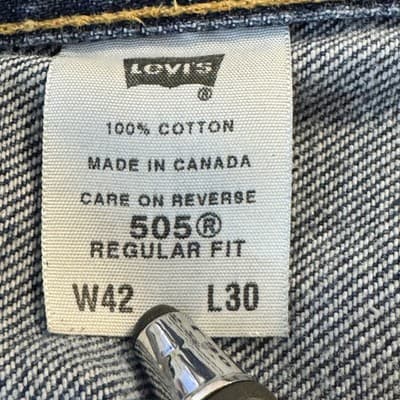 LEVI'S
®
100% COTTON
MADE IN CANADA
CARE ON REVERSE
505®
REGULAR FIT
W42 L30